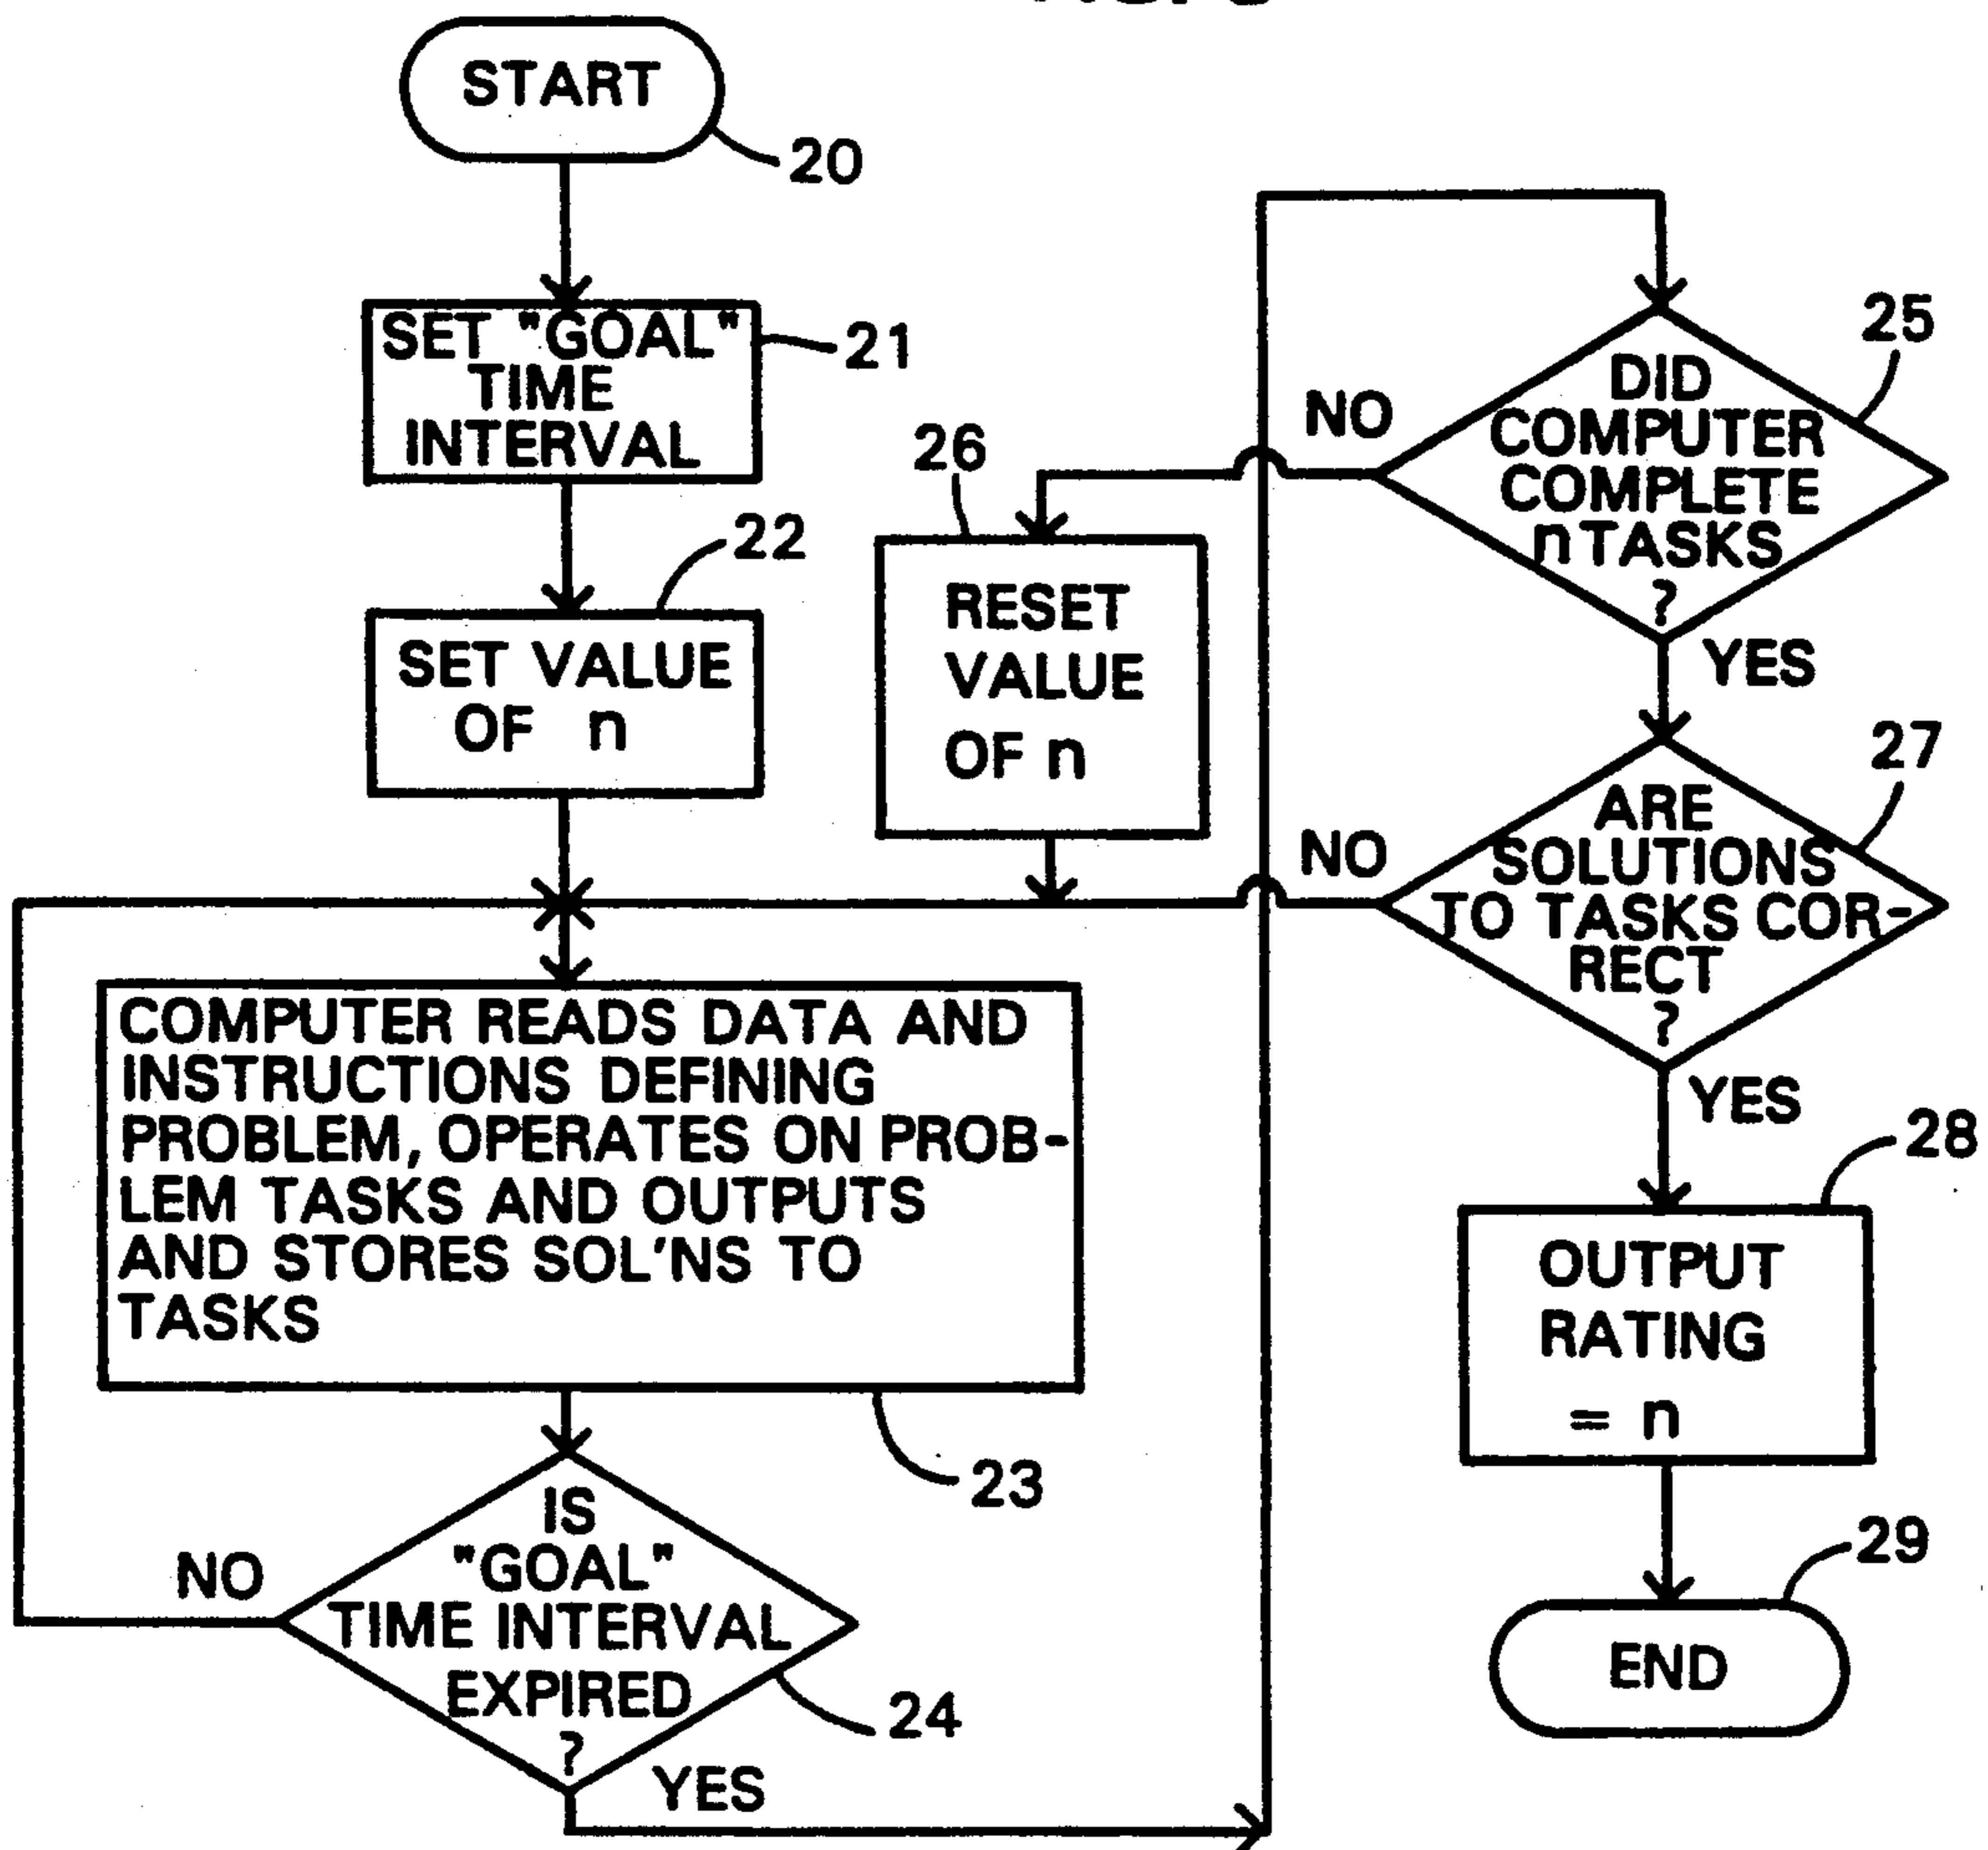 START
20
SET "GOAL"
TIME
INTERVAL
21
22
SET VALUE
OF n
COMPUTER READS DATA AND
INSTRUCTIONS DEFINING
PROBLEM, OPERATES ON PROB-
LEM TASKS AND OUTPUTS
AND STORES SOL'NS TO
TASKS
23
IS
"GOAL"
TIME INTERVAL
EXPIRED
?
NO
YES
24
25
DID
COMPUTER
COMPLETE
n TASKS
?
NO
YES
26
RESET
VALUE
OF n
27
ARE
SOLUTIONS
TO TASKS COR-
RECT
?
NO
YES
28
OUTPUT
RATING
= n
29
END